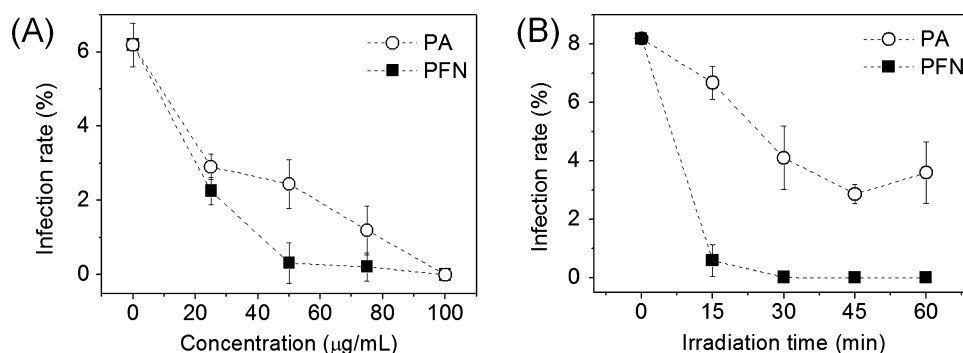 (A)
PA
PFN
Infection rate (%)
6
4
2
0
0 20 40 60 80 100
Concentration (µg/mL)
(B)
PA
PFN
Infection rate (%)
8
6
4
2
0
0 15 30 45 60
Irradiation time (min)